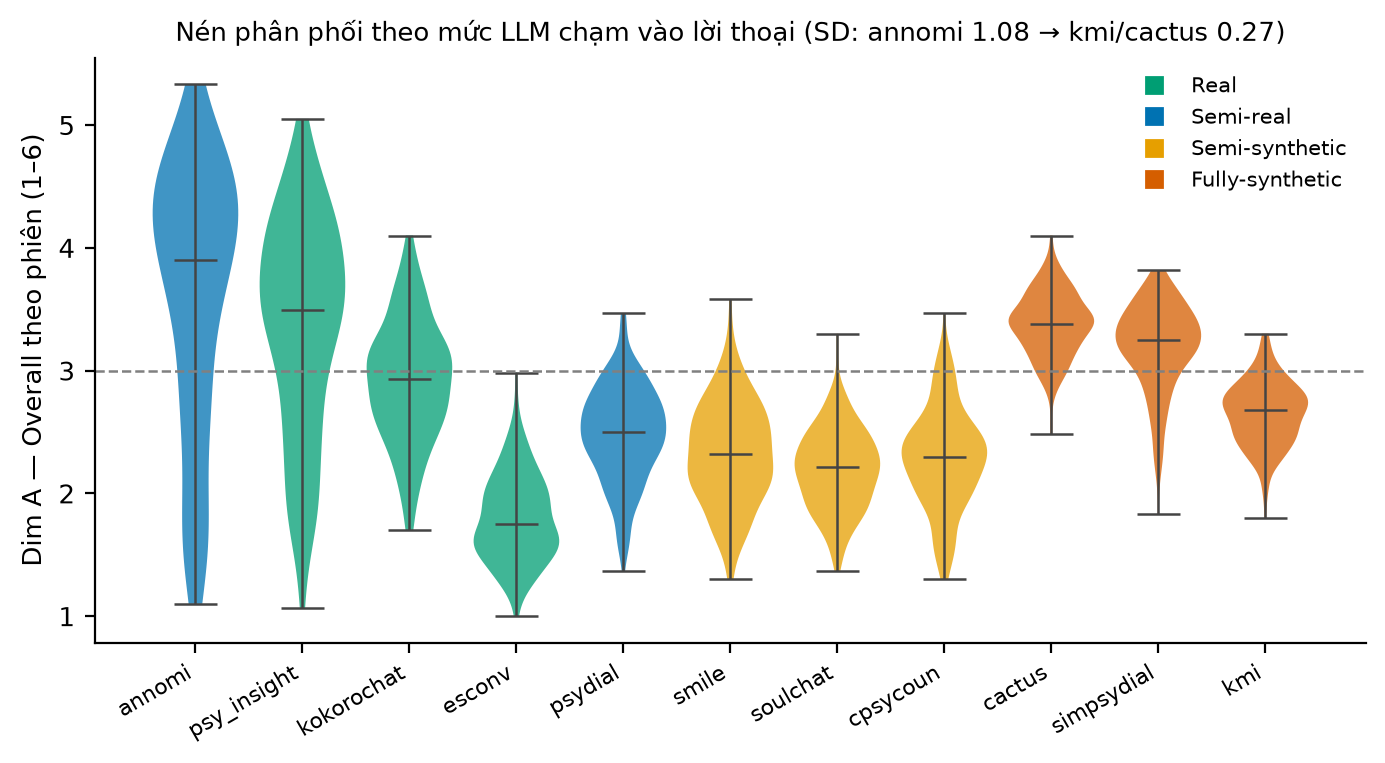 Nén phân phối theo mức LLM chạm vào lời thoại (SD: annomi 1.08 → kmi/cactus 0.27)
Real
Semi-real
Semi-synthetic
Fully-synthetic
Dim A — Overall theo phiên (1–6)
5
4
3
2
1
annomi
psy_insight
kokorochat
esconv
psydial
smile
soulchat
cpsycoun
cactus
simpsydial
kmi